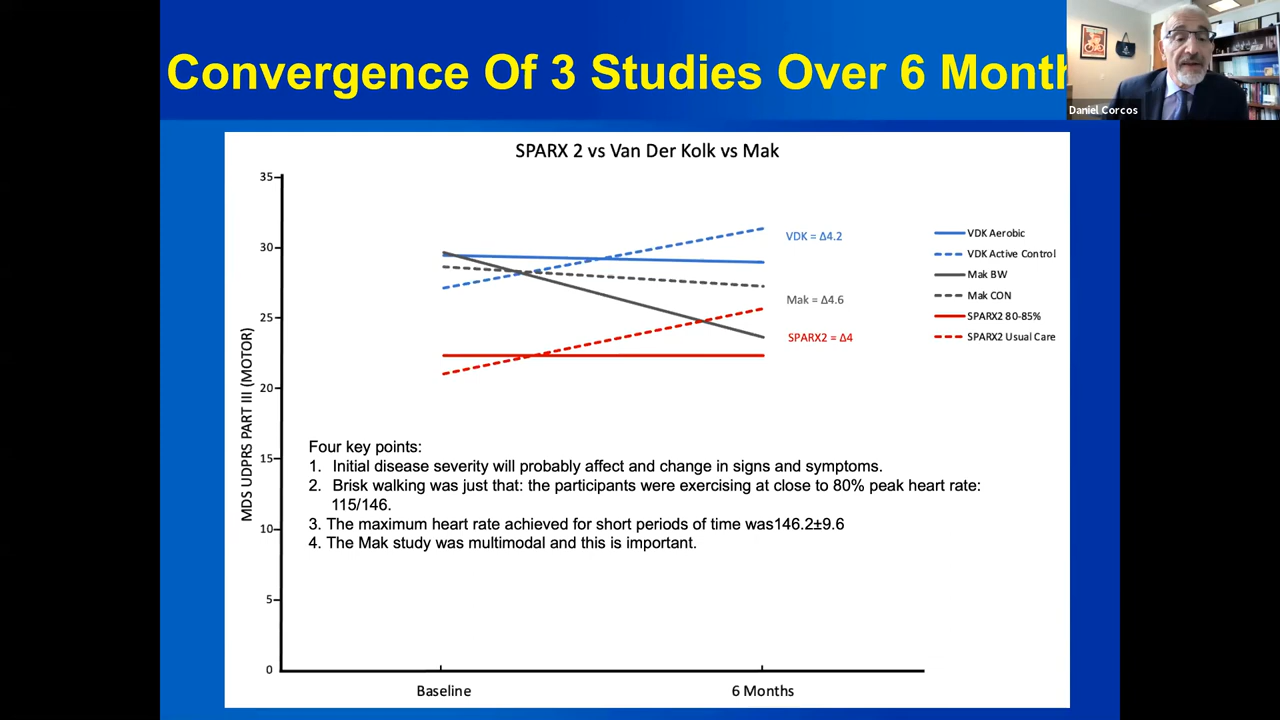 Convergence Of 3 Studies Over 6 Month
Daniel Corcos
SPARX 2 vs Van Der Kolk vs Mak
MDS UDPRS PART III (MOTOR)
35
30
25
20
15
10
5
0
VDK = Δ4.2
Mak = Δ4.6
SPARX2 = Δ4
VDK Aerobic
VDK Active Control
Mak BW
Mak CON
SPARX2 80-85%
SPARX2 Usual Care
Four key points:
1. Initial disease severity will probably affect and change in signs and symptoms.
2. Brisk walking was just that: the participants were exercising at close to 80% peak heart rate:
115/146.
3. The maximum heart rate achieved for short periods of time was146.2±9.6
4. The Mak study was multimodal and this is important.
Baseline
6 Months